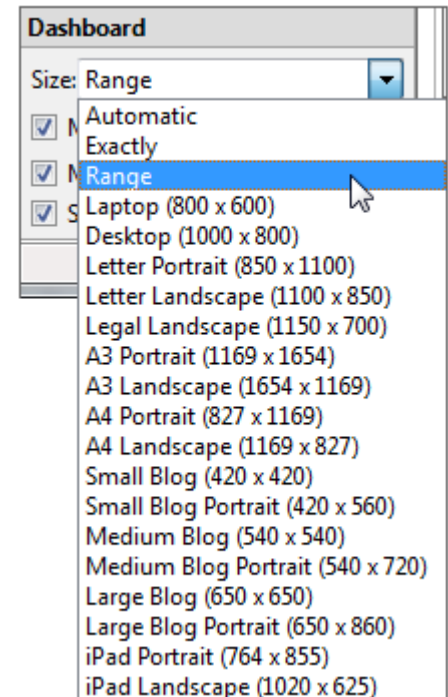 Dashboard
Size: Range
Automatic
Exactly
Range
Laptop (800 x 600)
Desktop (1000 x 800)
Letter Portrait (850 x 1100)
Letter Landscape (1100 x 850)
Legal Landscape (1150 x 700)
A3 Portrait (1169 x 1654)
A3 Landscape (1654 x 1169)
A4 Portrait (827 x 1169)
A4 Landscape (1169 x 827)
Small Blog (420 x 420)
Small Blog Portrait (420 x 560)
Medium Blog (540 x 540)
Medium Blog Portrait (540 x 720)
Large Blog (650 x 650)
Large Blog Portrait (650 x 860)
iPad Portrait (764 x 855)
iPad Landscape (1020 x 625)